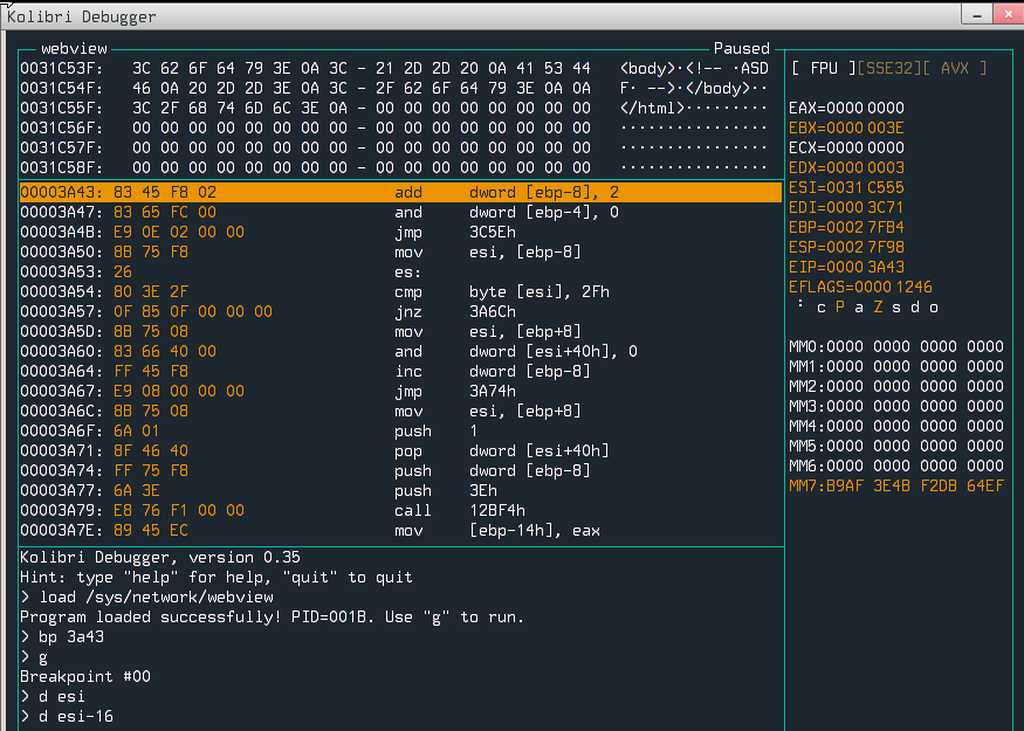 Kolibri Debugger
webview Paused
0031C53F: 3C 62 6F 64 79 3E 0A 3C - 21 2D 2D 20 0A 41 53 44 <body>·<!-- ·ASD
0031C54F: 46 0A 20 2D 2D 3E 0A 3C - 2F 62 6F 64 79 3E 0A 0A F· -->·</body>··
0031C55F: 3C 2F 68 74 6D 6C 3E 0A - 00 00 00 00 00 00 00 00 </html>·········
0031C56F: 00 00 00 00 00 00 00 00 - 00 00 00 00 00 00 00 00 ················
0031C57F: 00 00 00 00 00 00 00 00 - 00 00 00 00 00 00 00 00 ················
0031C58F: 00 00 00 00 00 00 00 00 - 00 00 00 00 00 00 00 00 ················
00003A43: 83 45 F8 02 add dword [ebp-8], 2
00003A47: 83 65 FC 00 and dword [ebp-4], 0
00003A4B: E9 0E 02 00 00 jmp 3C5Eh
00003A50: 8B 75 F8 mov esi, [ebp-8]
00003A53: 26 es:
00003A54: 80 3E 2F cmp byte [esi], 2Fh
00003A57: 0F 85 0F 00 00 00 jnz 3A6Ch
00003A5D: 8B 75 08 mov esi, [ebp+8]
00003A60: 83 66 40 00 and dword [esi+40h], 0
00003A64: FF 45 F8 inc dword [ebp-8]
00003A67: E9 08 00 00 00 jmp 3A74h
00003A6C: 8B 75 08 mov esi, [ebp+8]
00003A6F: 6A 01 push 1
00003A71: 8F 46 40 pop dword [esi+40h]
00003A74: FF 75 F8 push dword [ebp-8]
00003A77: 6A 3E push 3Eh
00003A79: E8 76 F1 00 00 call 12BF4h
00003A7E: 89 45 EC mov [ebp-14h], eax
Kolibri Debugger, version 0.35
Hint: type "help" for help, "quit" to quit
> load /sys/network/webview
Program loaded successfully! PID=001B. Use "g" to run.
> bp 3a43
> g
Breakpoint #00
> d esi
> d esi-16
[ FPU ][SSE32][ AVX ]
EAX=0000 0000
EBX=0000 003E
ECX=0000 0000
EDX=0000 0003
ESI=0031 C555
EDI=0000 3C71
EBP=0002 7FB4
ESP=0002 7F98
EIP=0000 3A43
EFLAGS=0000 1246
: c P a Z s d o
MM0:0000 0000 0000 0000
MM1:0000 0000 0000 0000
MM2:0000 0000 0000 0000
MM3:0000 0000 0000 0000
MM4:0000 0000 0000 0000
MM5:0000 0000 0000 0000
MM6:0000 0000 0000 0000
MM7:B9AF 3E4B F2DB 64EF